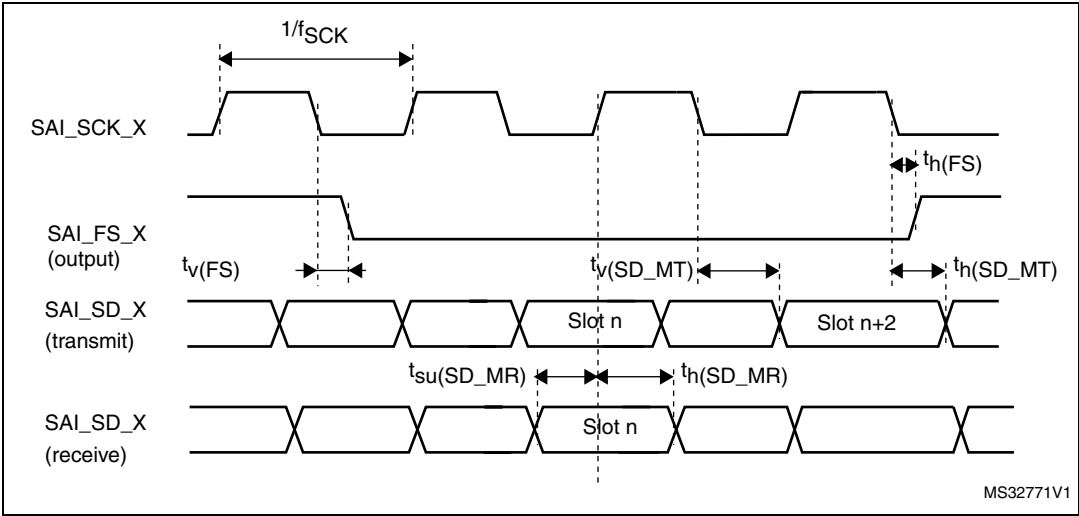 1/fSCK
SAI_SCK_X
th(FS)
SAI_FS_X
(output)
tv(FS)
tv(SD_MT)
th(SD_MT)
SAI_SD_X
(transmit)
Slot n
Slot n+2
tsu(SD_MR)
th(SD_MR)
SAI_SD_X
(receive)
Slot n
MS32771V1